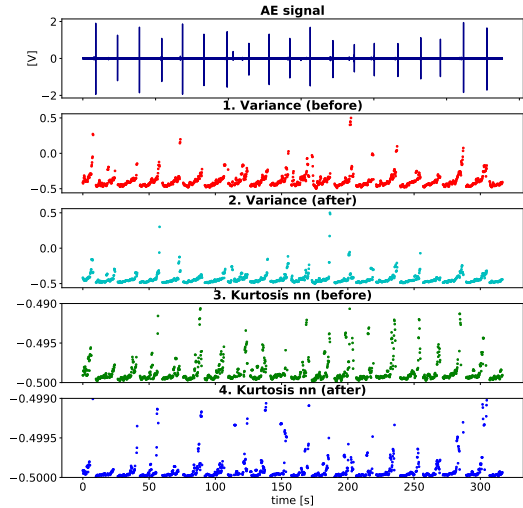 AE signal
2
0
−2
[V]
1. Variance (before)
0.5
0.0
−0.5
2. Variance (after)
0.5
0.0
−0.5
3. Kurtosis nn (before)
−0.490
−0.495
−0.500
4. Kurtosis nn (after)
−0.4990
−0.4995
−0.5000
0 50 100 150 200 250 300
time [s]